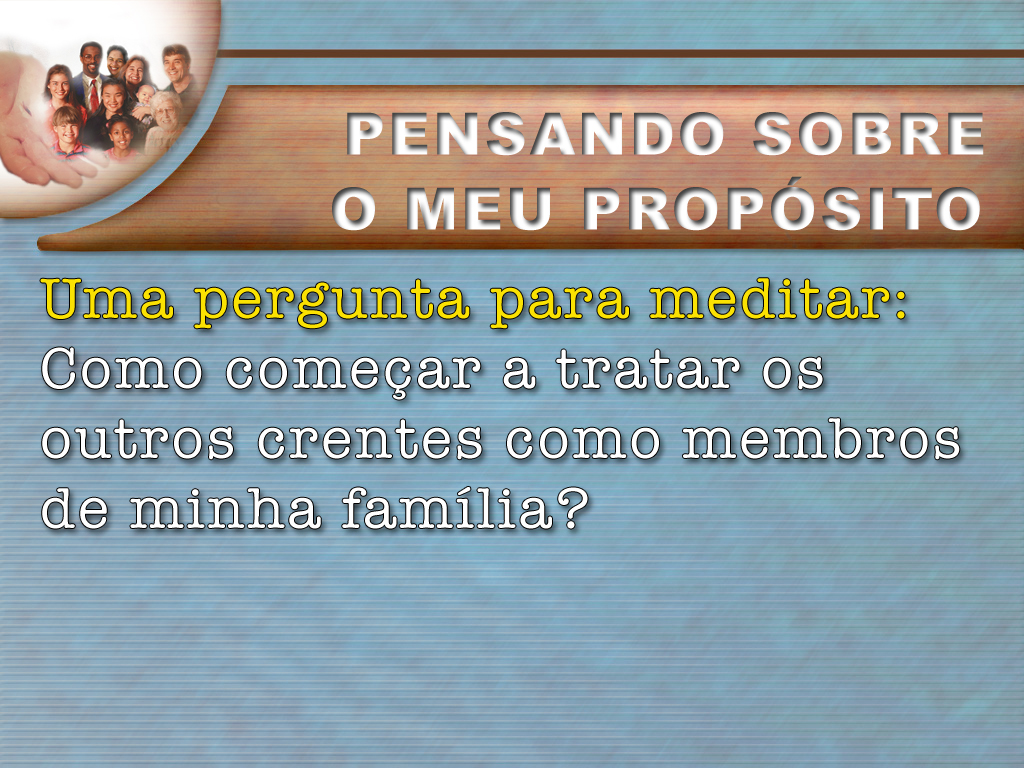 PENSANDO SOBRE
O MEU PROPÓSITO
Uma pergunta para meditar:
Como começar a tratar os
outros crentes como membros
de minha família?